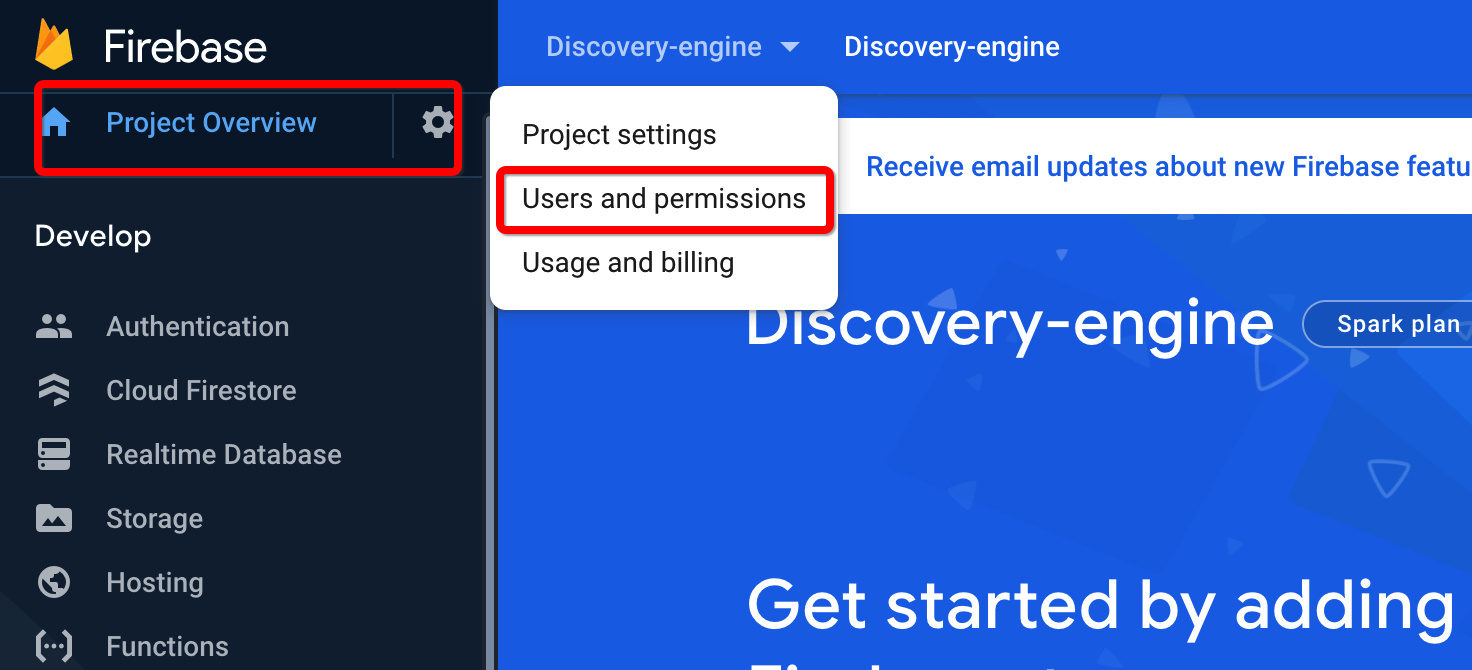 Firebase
Discovery-engine
Discovery-engine
Project Overview
Project settings
Users and permissions
Usage and billing
Receive email updates about new Firebase featu
Develop
Authentication
Cloud Firestore
Realtime Database
Storage
Hosting
Functions
Discovery-engine
Spark plan
Get started by adding